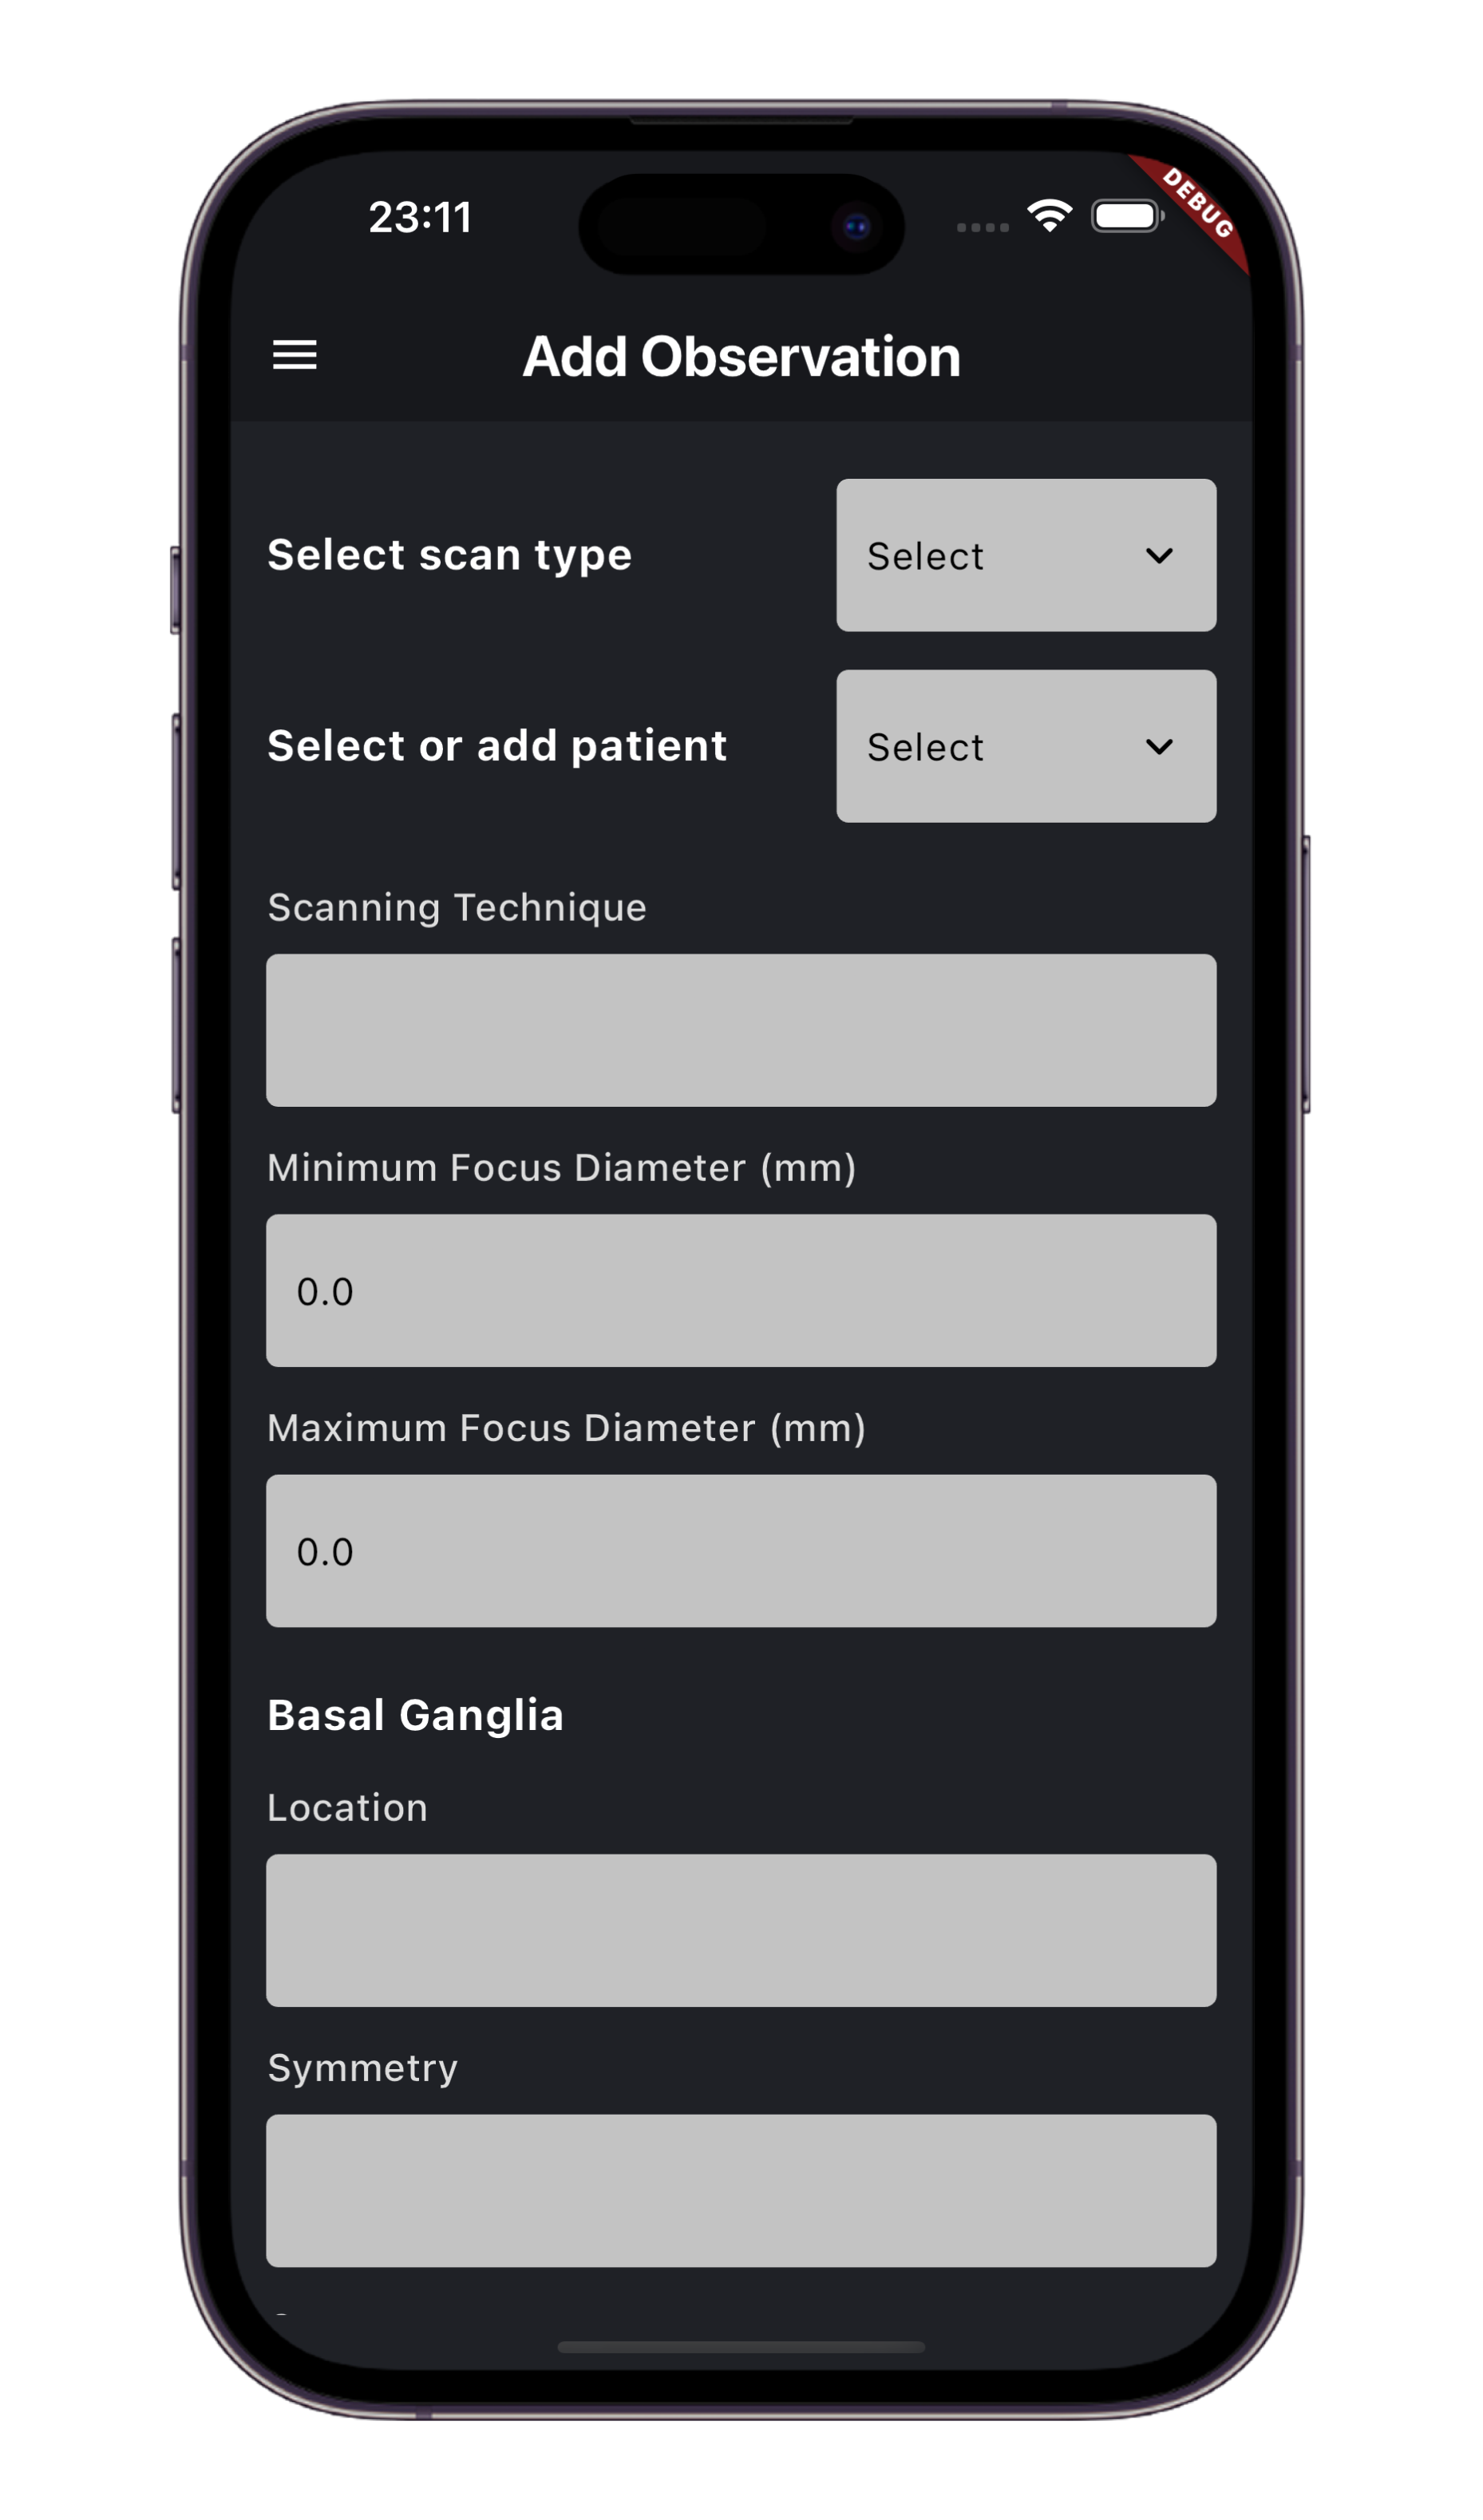 23:11
DEBUG
Add Observation
Select scan type
Select
Select or add patient
Select
Scanning Technique
Minimum Focus Diameter (mm)
0.0
Maximum Focus Diameter (mm)
0.0
Basal Ganglia
Location
Symmetry